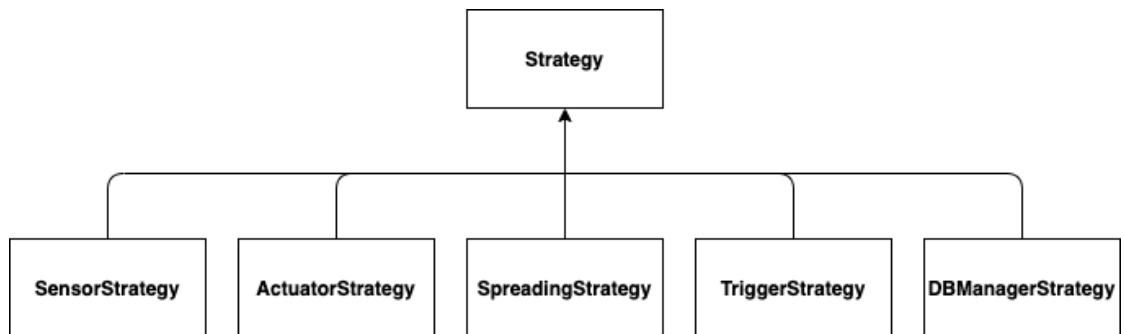 Strategy
SensorStrategy
ActuatorStrategy
SpreadingStrategy
TriggerStrategy
DBManagerStrategy